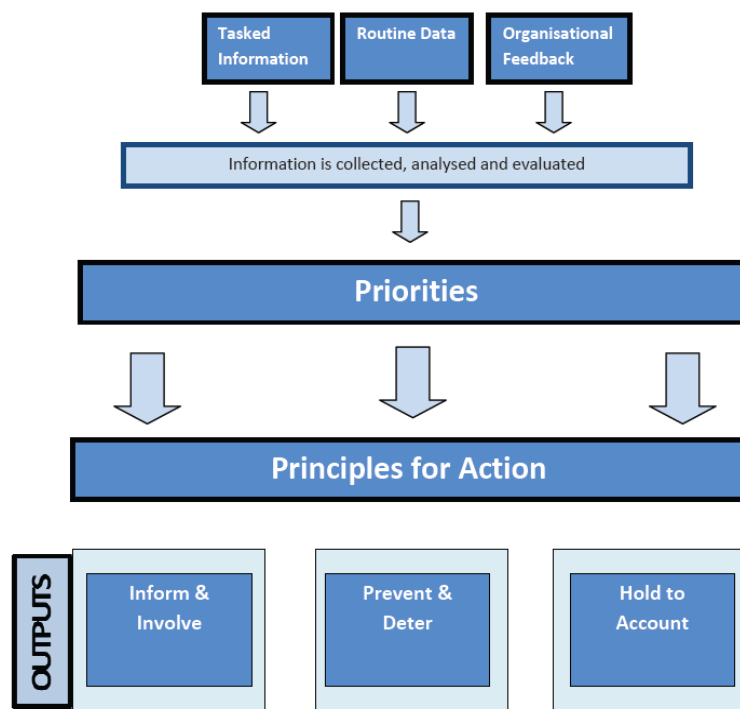 Tasked
Information
Routine Data
Organisational
Feedback
Information is collected, analysed and evaluated
Priorities
Principles for Action
OUTPUTS
Inform &
Involve
Prevent &
Deter
Hold to
Account